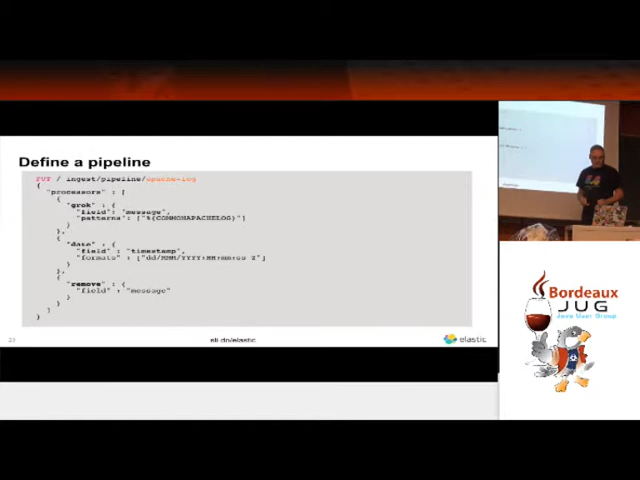 Define a pipeline
PUT /_ingest/pipeline/apache-log
{
"processors" : [
{
"grok" : {
"field": "message",
"patterns": ["%{COMMONAPACHELOG}"]
}
},
{
"date" : {
"field" : "timestamp",
"formats" : ["dd/MMM/YYYY:HH:mm:ss Z"]
}
},
{
"remove" : {
"field" : "message"
}
}
]
}
elastic
Bordeaux
JUG
Java User Group